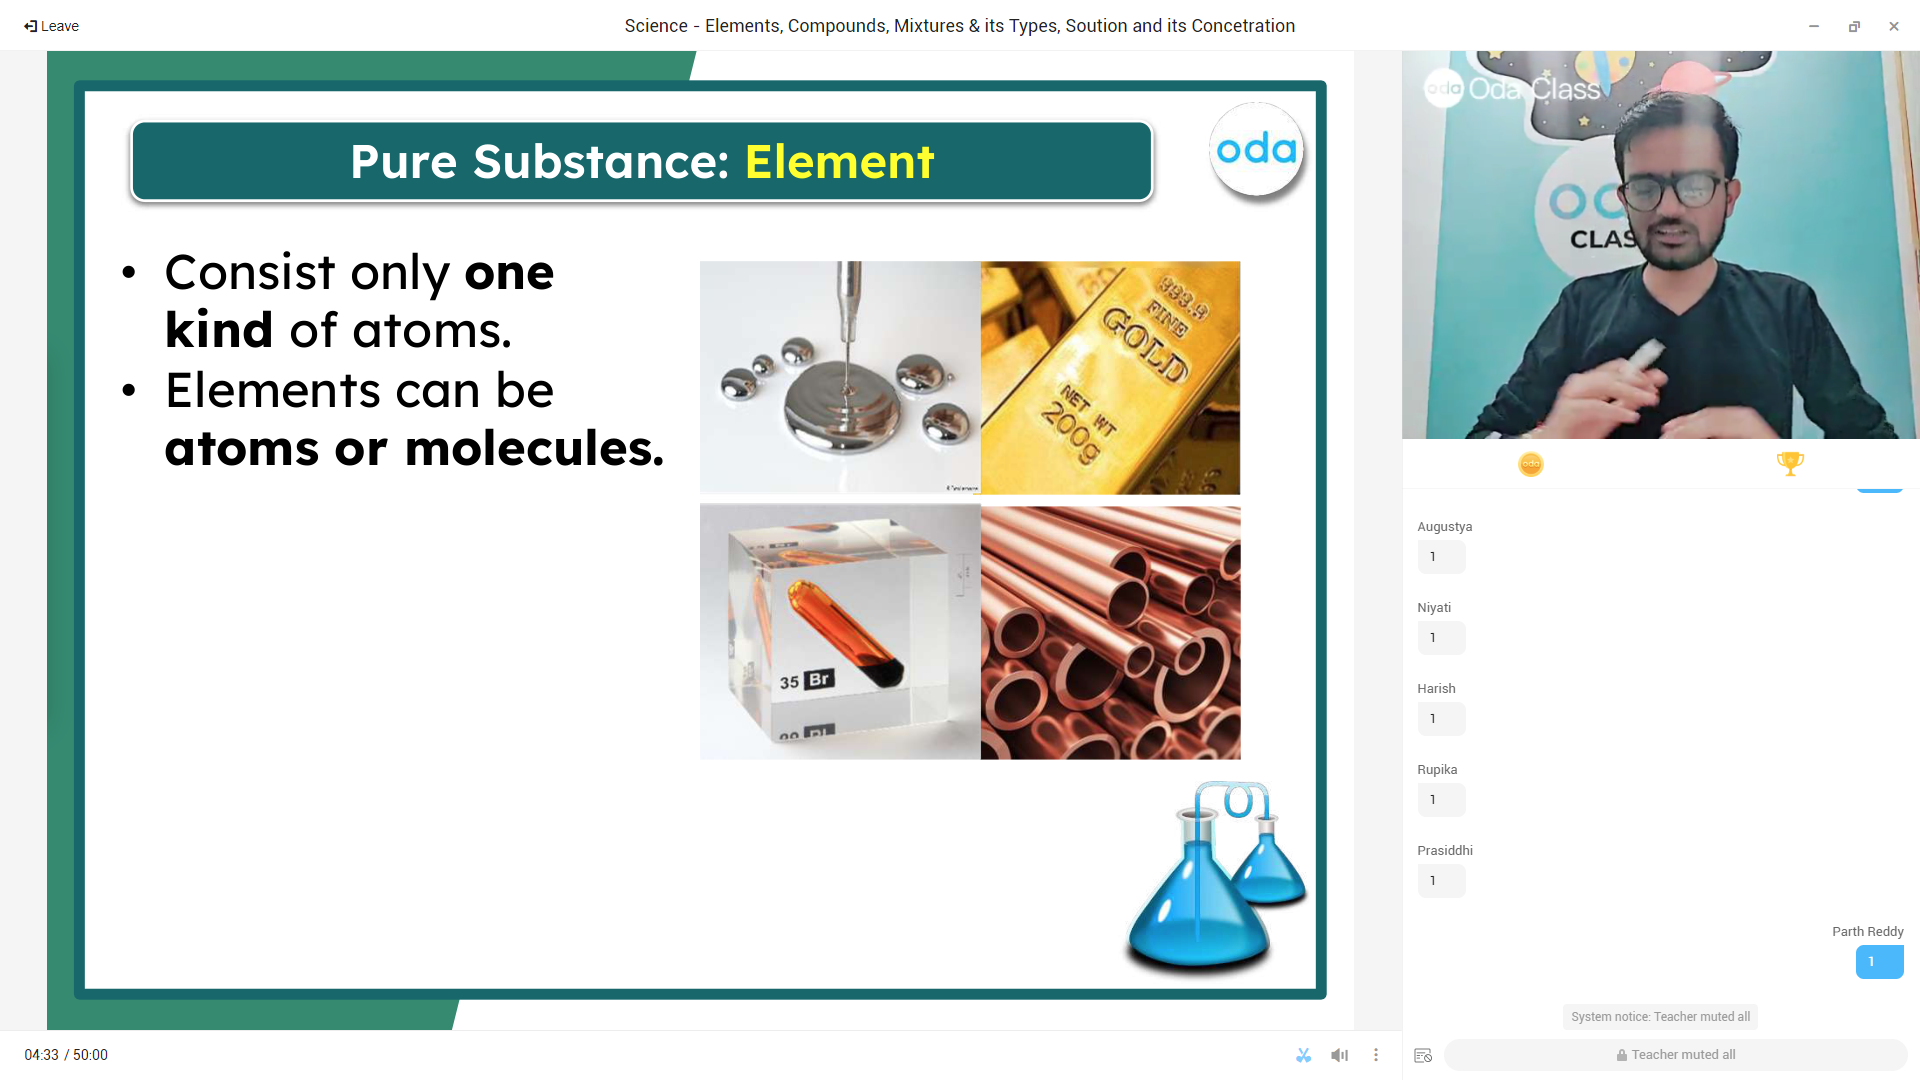 Leave
Science - Elements, Compounds, Mixtures & its Types, Soution and its Concetration
Pure Substance: Element
oda
• Consist only one
kind of atoms.
• Elements can be
atoms or molecules.
999.9
FINE
GOLD
NET WT
200g
35 Br
oda Oda Class
CLAS
oda
Augustya
1
Niyati
1
Harish
1
Rupika
1
Prasiddhi
1
Parth Reddy
1
System notice: Teacher muted all
Teacher muted all
04:33 / 50:00